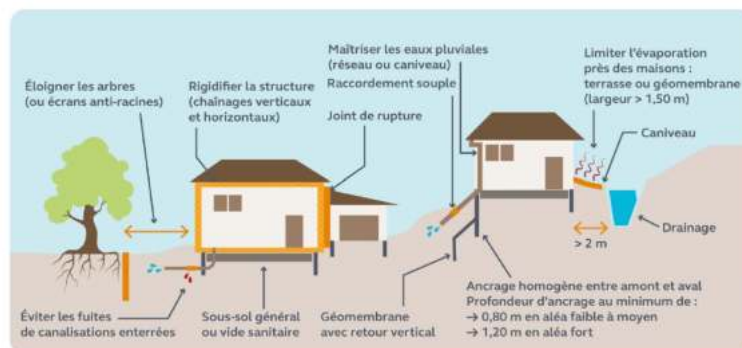 Éloigner les arbres
(ou écrans anti-racines)
Rigidifier la structure
(chaînages verticaux
et horizontaux)
Maîtriser les eaux pluviales
(réseau ou caniveau)
Raccordement souple
Joint de rupture
Limiter l'évaporation
près des maisons :
terrasse ou géomembrane
(largeur > 1,50 m)
Caniveau
Drainage
> 2 m
Éviter les fuites
de canalisations enterrées
Sous-sol général
ou vide sanitaire
Géomembrane
avec retour vertical
Ancrage homogène entre amont et aval
Profondeur d'ancrage au minimum de :
→ 0,80 m en aléa faible à moyen
→ 1,20 m en aléa fort